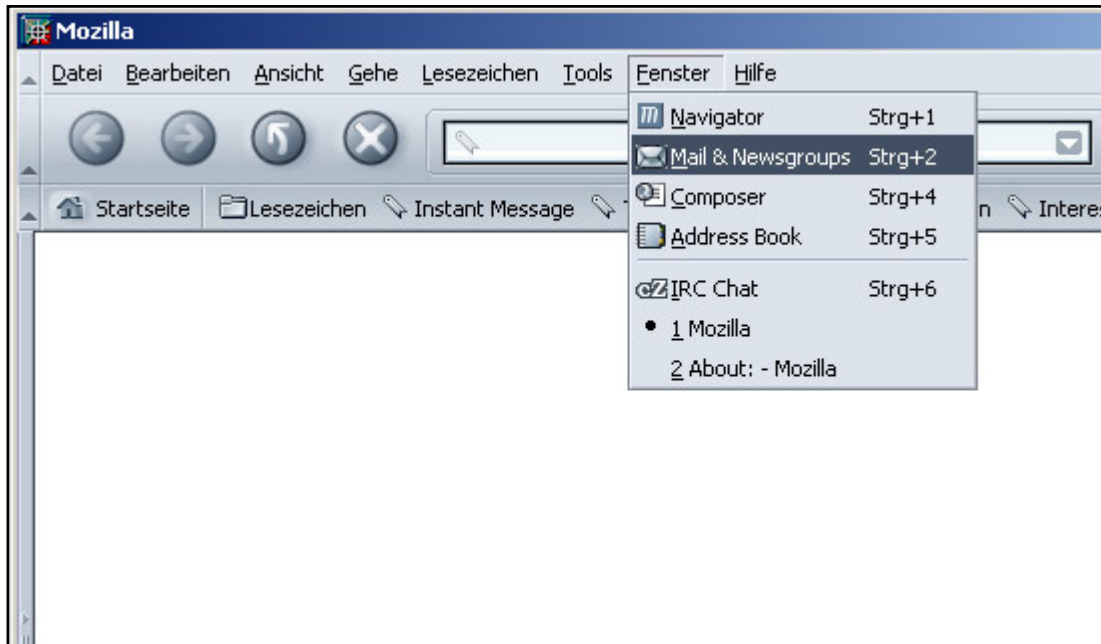 Mozilla
Datei Bearbeiten Ansicht Gehe Lesezeichen Tools Fenster Hilfe
Navigator Strg+1
Mail & Newsgroups Strg+2
Composer Strg+4
Address Book Strg+5
IRC Chat Strg+6
1 Mozilla
2 About: - Mozilla
Startseite Lesezeichen Instant Message